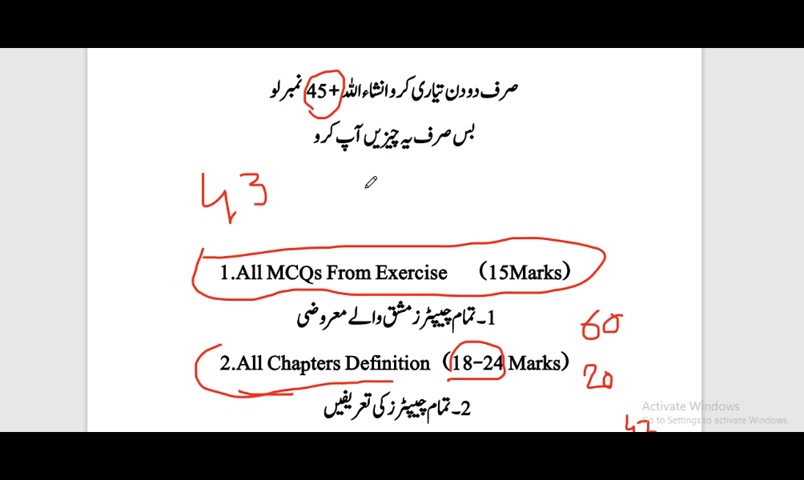 صرف دو دن تیاری کرو انشاء اللہ +45 نمبر لو
بس صرف یہ چیزیں آپ کرو
43
1.All MCQs From Exercise (15Marks)
1۔تمام چیپٹرز مشق والے معروضی
60
2.All Chapters Definition (18-24 Marks)
20
2۔تمام چیپٹرز کی تعریفیں
Activate Windows
Go to Settings to activate Windows.